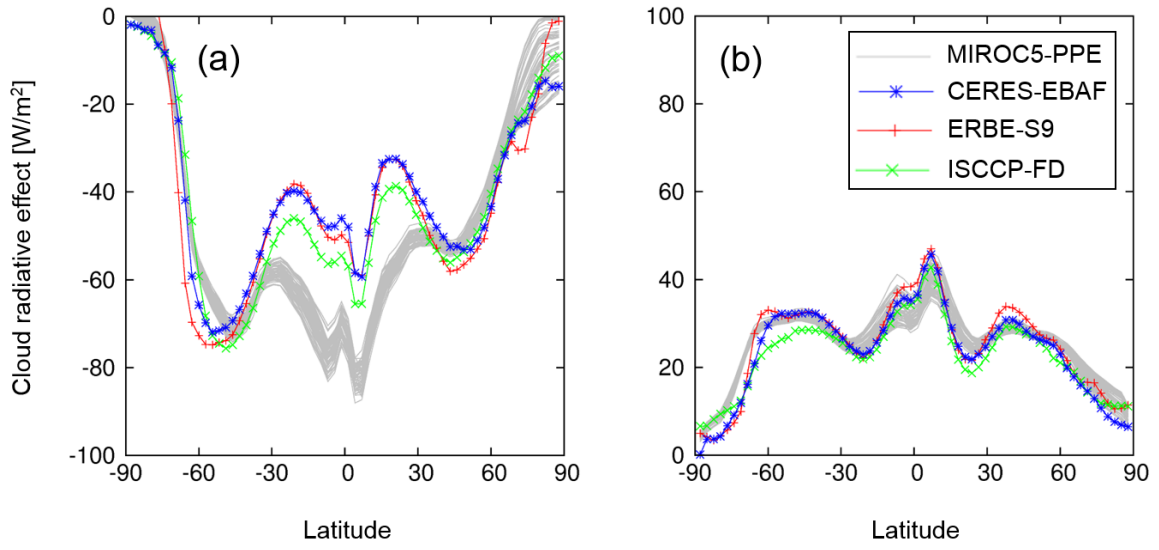 Cloud radiative effect [W/m²]
0
-20
-40
-60
-80
-100
(a)
-90 -60 -30 0 30 60 90
Latitude
100
80
60
40
20
0
(b)
MIROC5-PPE
CERES-EBAF
ERBE-S9
ISCCP-FD
-90 -60 -30 0 30 60 90
Latitude